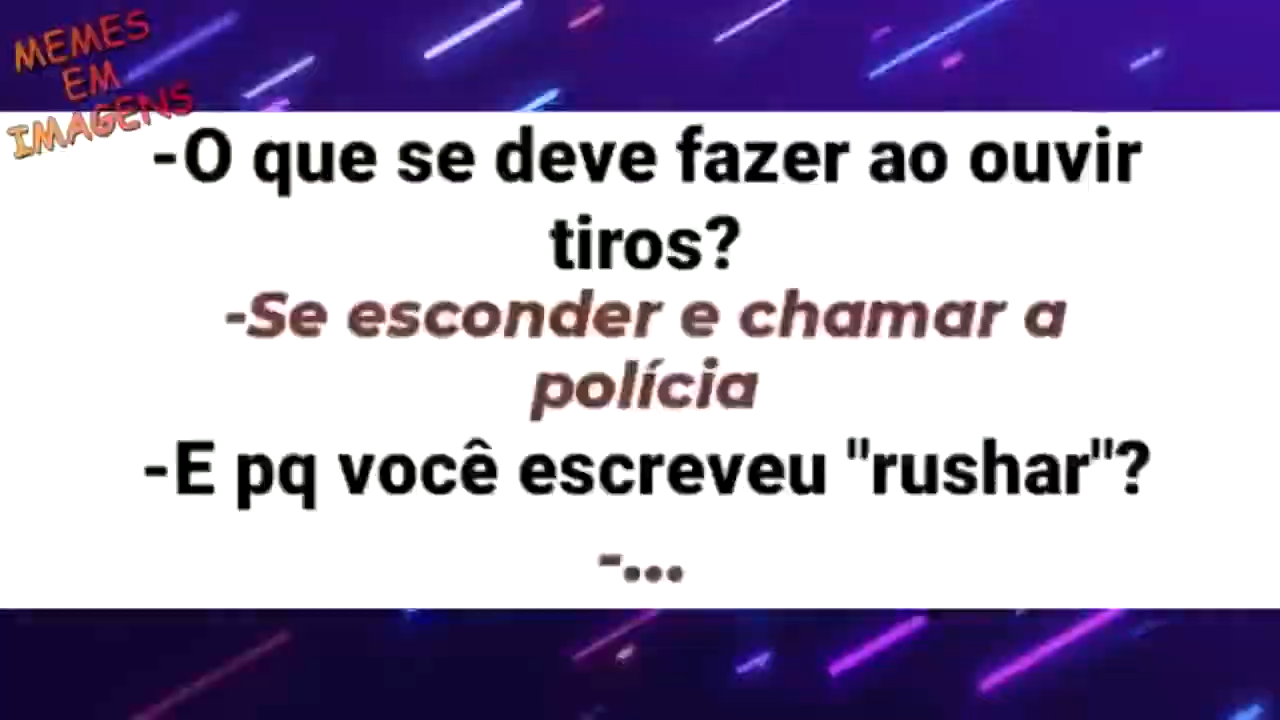 MEMES
EM
IMAGENS
-O que se deve fazer ao ouvir
tiros?
-Se esconder e chamar a
polícia
-E pq você escreveu "rushar"?
-...